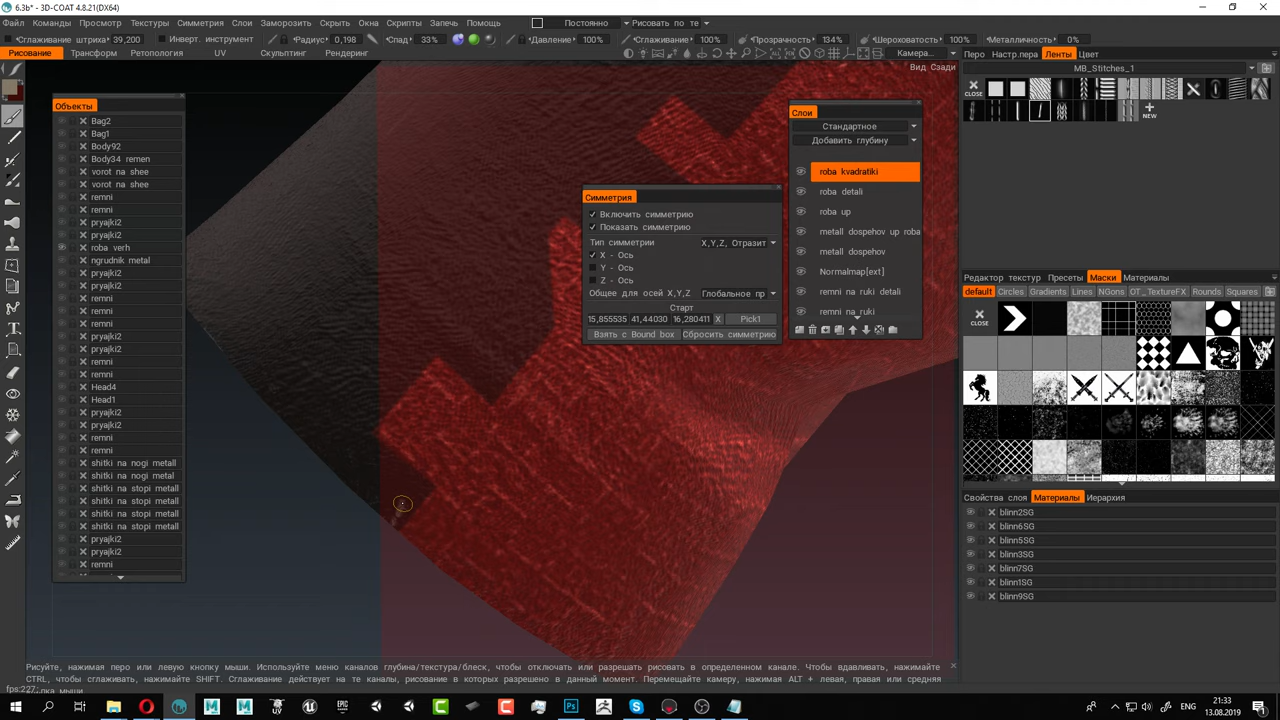 6.3b* - 3D-COAT 4.8.21(DX64)
Файл Команды Просмотр Текстуры Симметрия Слои Заморозить Скрыть Окна Скрипты Запечь Помощь Постоянно Рисовать по те
Сглаживание штриха 39,200 Инверт. инструмент Радиус 0,198 Спад 33% Давление 100% Сглаживание 100% Прозрачность 134% Шероховатость 100% Металличность 0%
Рисование Трансформ Ретопология UV Скульптинг Рендеринг Камера...
Перо Настр.пера Ленты Цвет
Вид Сзади
MB_Stitches_1
CLOSE
NEW
Объекты
Bag2
Bag1
Body92
Body34 remen
vorot na shee
vorot na shee
remni
remni
pryajki2
pryajki2
roba verh
ngrudnik metal
pryajki2
pryajki2
remni
remni
remni
pryajki2
pryajki2
remni
remni
Head4
Head1
pryajki2
pryajki2
remni
remni
shitki na nogi metall
shitki na nogi metal
shitki na stopi metall
shitki na stopi metall
shitki na stopi metall
shitki na stopi metall
pryajki2
pryajki2
remni
Симметрия
Включить симметрию
Показать симметрию
Тип симметрии X,Y,Z, Отразит
X - Ось
Y - Ось
Z - Ось
Общее для осей X,Y,Z Глобальное пр
Старт
15,855535 41,44030 16,280411 X Pick1
Взять с Bound box Сбросить симметрию
Слои
Стандартное
Добавить глубину
roba kvadratiki
roba detali
roba up
metall dospehov up roba
metall dospehov
Normalmap[ext]
remni na ruki detali
remni na ruki
Редактор текстур Пресеты Маски Материалы
default Circles Gradients Lines NGons OT_TextureFX Rounds Squares
CLOSE
Свойства слоя Материалы Иерархия
blinn2SG
blinn6SG
blinn5SG
blinn3SG
blinn7SG
blinn1SG
blinn9SG
Рисуйте, нажимая перо или левую кнопку мыши. Используйте меню каналов глубина/текстура/блеск, чтобы отключить или разрешать рисовать в определенном канале. Чтобы вдавливать, нажимайте
CTRL, чтобы сглаживать, нажимайте SHIFT. Сглаживание действует на те каналы, рисование в которых разрешено в данный момент. Перемещайте камеру, нажимая ALT + левая, правая или средняя
fps:227;
пка мыши
ENG
21:33
13.08.2019